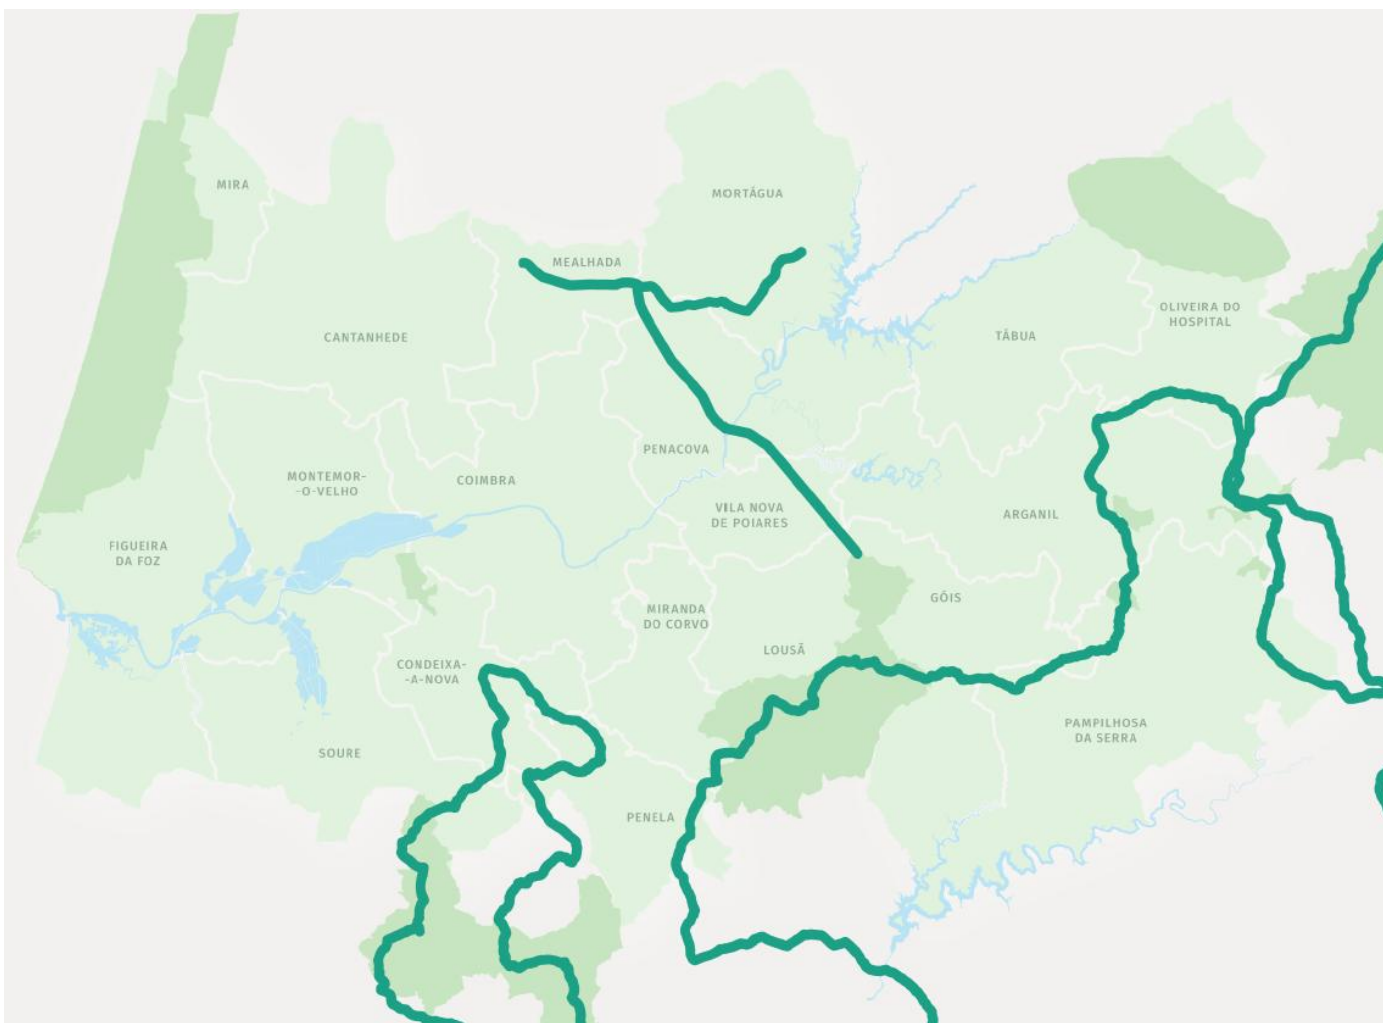 MIRA
MORTÁGUA
MEALHADA
OLIVEIRA DO
HOSPITAL
CANTANHEDE
TÁBUA
PENACOVA
MONTEMOR-
-O-VELHO
COIMBRA
VILA NOVA
DE POIARES
ARGANIL
FIGUEIRA
DA FOZ
GÓIS
MIRANDA
DO CORVO
LOUSÃ
CONDEIXA-
-A-NOVA
PAMPILHOSA
DA SERRA
SOURE
PENELA